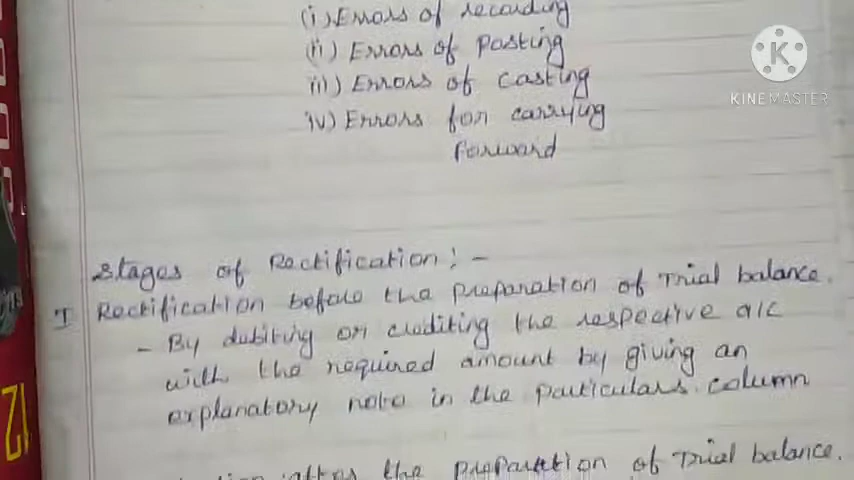 (i) Errors of recording
(ii) Errors of Posting
iii) Errors of casting
iv) Errors for carrying
Forward
KINEMASTER
Stages of Rectification: -
I Rectification before the preparation of Trial balance.
- By debiting or crediting the respective a/c
with the required amount by giving an
explanatory note in the particulars column
the preparation of Trial balance.
12